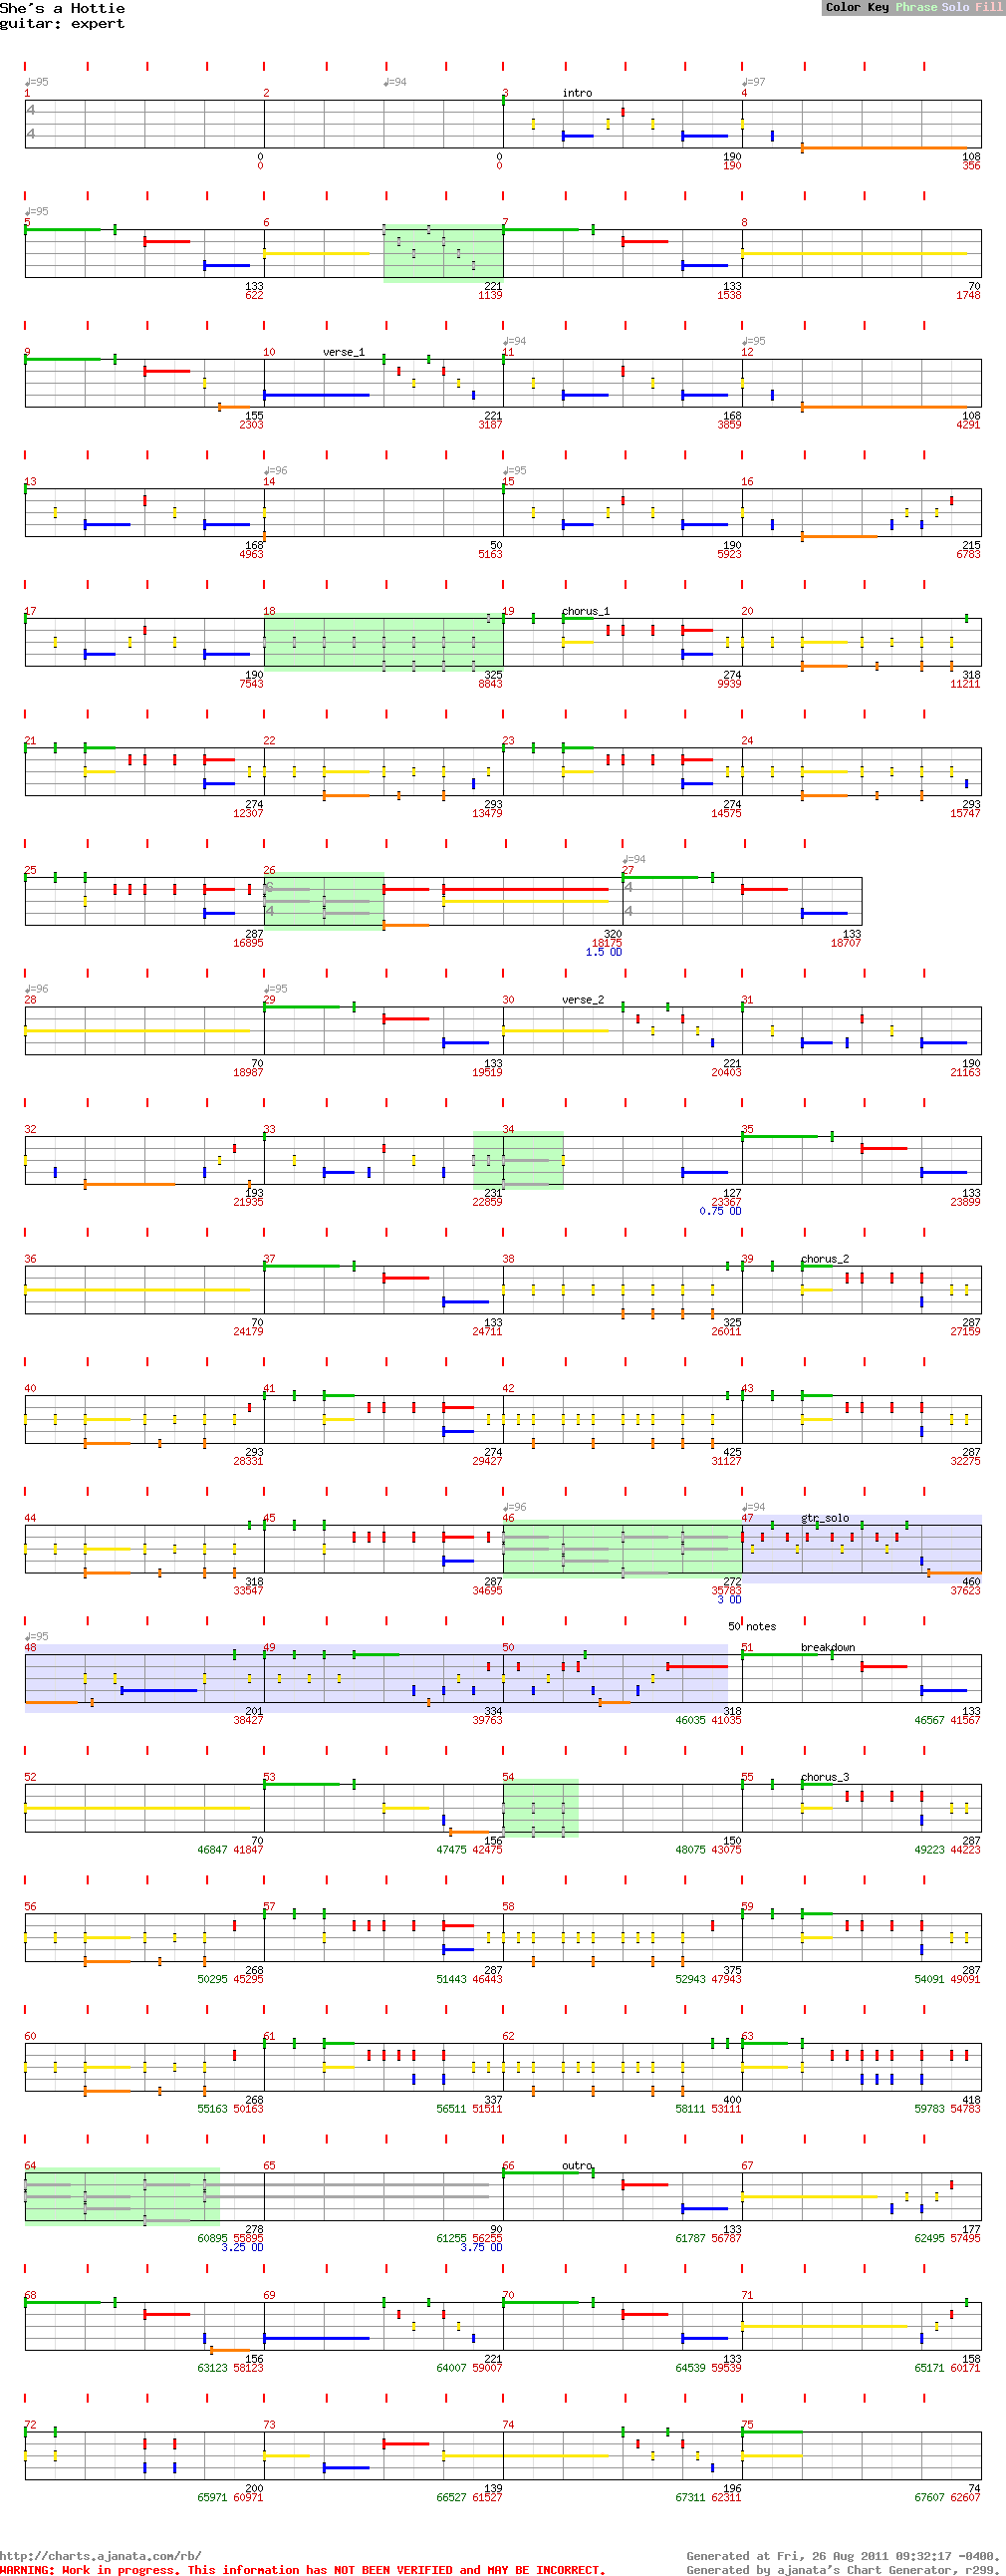 She's a Hottie
guitar: expert
Color Key Phrase Solo Fill
♩=95 ♩=94 ♩=97
1 2 3 intro 4
4
4
0 0 190 108
0 0 190 356
♩=95
5 6 7 8
133 221 133 70
622 1139 1538 1748
♩=94 ♩=95
9 10 verse_1 11 12
155 221 168 108
2303 3187 3859 4291
♩=96 ♩=95
13 14 15 16
168 50 190 215
4963 5163 5923 6783
17 18 19 chorus_1 20
190 325 274 318
7543 8843 9939 11211
21 22 23 24
274 293 274 293
12307 13479 14575 15747
♩=94
25 26 27
6 4
4 4
287 320 133
16895 18175 18707
1.5 OD
♩=96 ♩=95
28 29 30 verse_2 31
70 133 221 190
18987 19519 20403 21163
32 33 34 35
193 231 127 133
21935 22859 23367 23899
0.75 OD
36 37 38 39 chorus_2
70 133 325 287
24179 24711 26011 27159
40 41 42 43
293 274 425 287
28331 29427 31127 32275
♩=96 ♩=94
44 45 46 47 gtr_solo
318 287 272 460
33547 34695 35783 37623
3 OD
50 notes
♩=95
48 49 50 51 breakdown
201 334 318 133
38427 39763 46035 41035 46567 41567
52 53 54 55 chorus_3
70 156 150 287
46847 41847 47475 42475 48075 43075 49223 44223
56 57 58 59
268 287 375 287
50295 45295 51443 46443 52943 47943 54091 49091
60 61 62 63
268 337 400 418
55163 50163 56511 51511 58111 53111 59783 54783
64 65 66 outro 67
278 90 133 177
60895 55895 61255 56255 61787 56787 62495 57495
3.25 OD 3.75 OD
68 69 70 71
156 221 133 158
63123 58123 64007 59007 64539 59539 65171 60171
72 73 74 75
200 139 196 74
65971 60971 66527 61527 67311 62311 67607 62607
http://charts.ajanata.com/rb/ Generated at Fri, 26 Aug 2011 09:32:17 -0400.
WARNING: Work in progress. This information has NOT BEEN VERIFIED and MAY BE INCORRECT. Generated by ajanata's Chart Generator, r299.